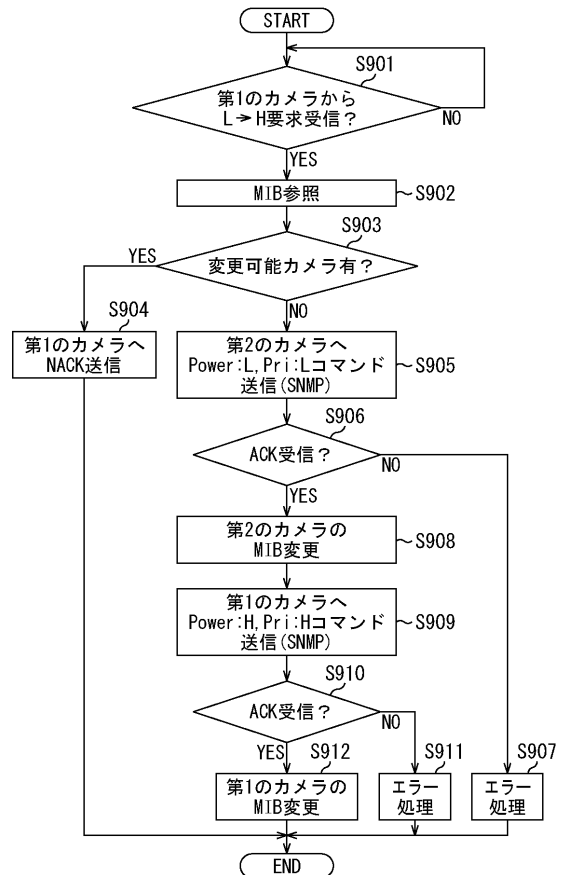 START
S901
第1のカメラから
L→H要求受信?
NO
YES
MIB参照
S902
S903
変更可能カメラ有?
YES
NO
S904
第1のカメラへ
NACK送信
第2のカメラへ
Power:L,Pri:Lコマンド
送信(SNMP)
S905
S906
ACK受信?
NO
YES
第2のカメラの
MIB変更
S908
第1のカメラへ
Power:H,Pri:Hコマンド
送信(SNMP)
S909
S910
ACK受信?
NO
YES
S912
第1のカメラの
MIB変更
S911
エラー
処理
S907
エラー
処理
END